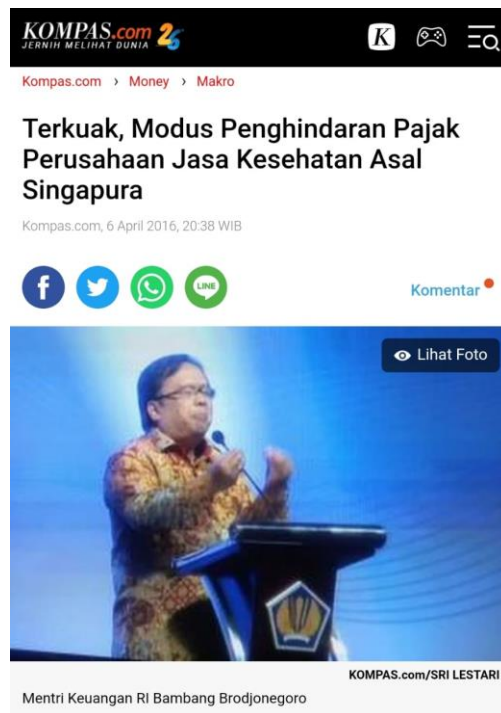 KOMPAS.com 26
JERNIH MELIHAT DUNIA
K
Kompas.com › Money › Makro
Terkuak, Modus Penghindaran Pajak
Perusahaan Jasa Kesehatan Asal
Singapura
Kompas.com, 6 April 2016, 20:38 WIB
f
LINE
Komentar
Lihat Foto
KOMPAS.com/SRI LESTARI
Mentri Keuangan RI Bambang Brodjonegoro